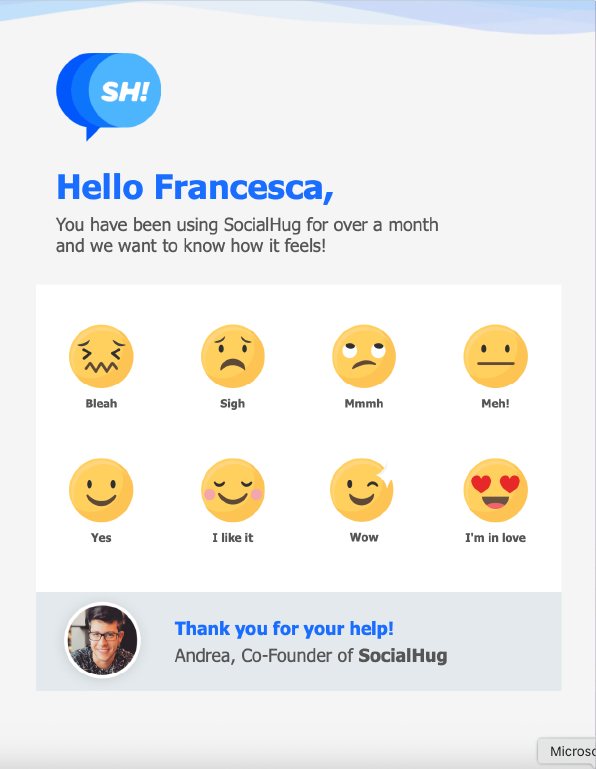 SH!
Hello Francesca,
You have been using SocialHug for over a month
and we want to know how it feels!
Bleah
Sigh
Mmmh
Meh!
Yes
I like it
Wow
I'm in love
Thank you for your help!
Andrea, Co-Founder of SocialHug